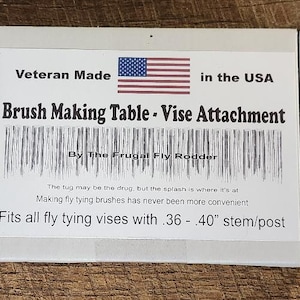 Veteran Made in the USA
Brush Making Table - Vise Attachment
By The Frugal Fly Rodder
The tug may be the drug, but the splash is where it's at
Making fly tying brushes has never been more convenient
Fits all fly tying vises with .36 - .40" stem/post